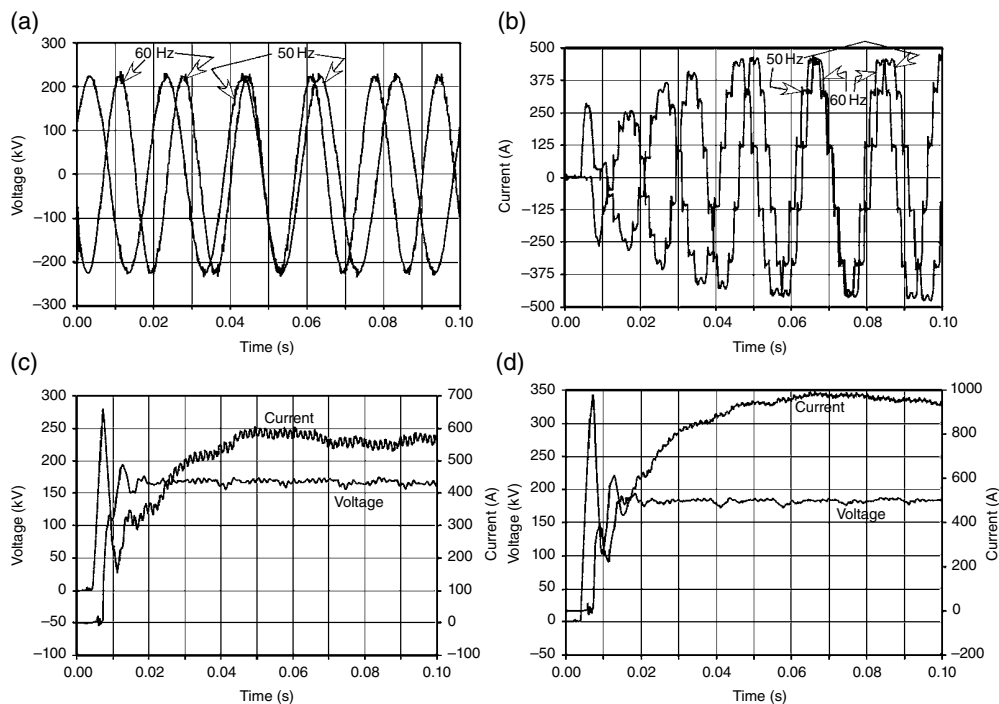 (a)
300
200
100
0
–100
–200
–300
Voltage (kV)
60 Hz
50 Hz
0.00 0.02 0.04 0.06 0.08 0.10
Time (s)
(b)
500
375
250
125
0
–125
–250
–375
–500
Current (A)
50 Hz
60 Hz
0.00 0.02 0.04 0.06 0.08 0.10
Time (s)
(c)
300
250
200
150
100
50
0
–50
–100
Voltage (kV)
Current
Voltage
700
600
500
400
300
200
100
0
–100
Current (A)
0.00 0.02 0.04 0.06 0.08 0.10
Time (s)
(d)
350
300
250
200
150
100
50
0
–50
Voltage (kV)
Current
Voltage
1000
800
600
400
200
0
–200
Current (A)
0.00 0.02 0.04 0.06 0.08 0.10
Time (s)